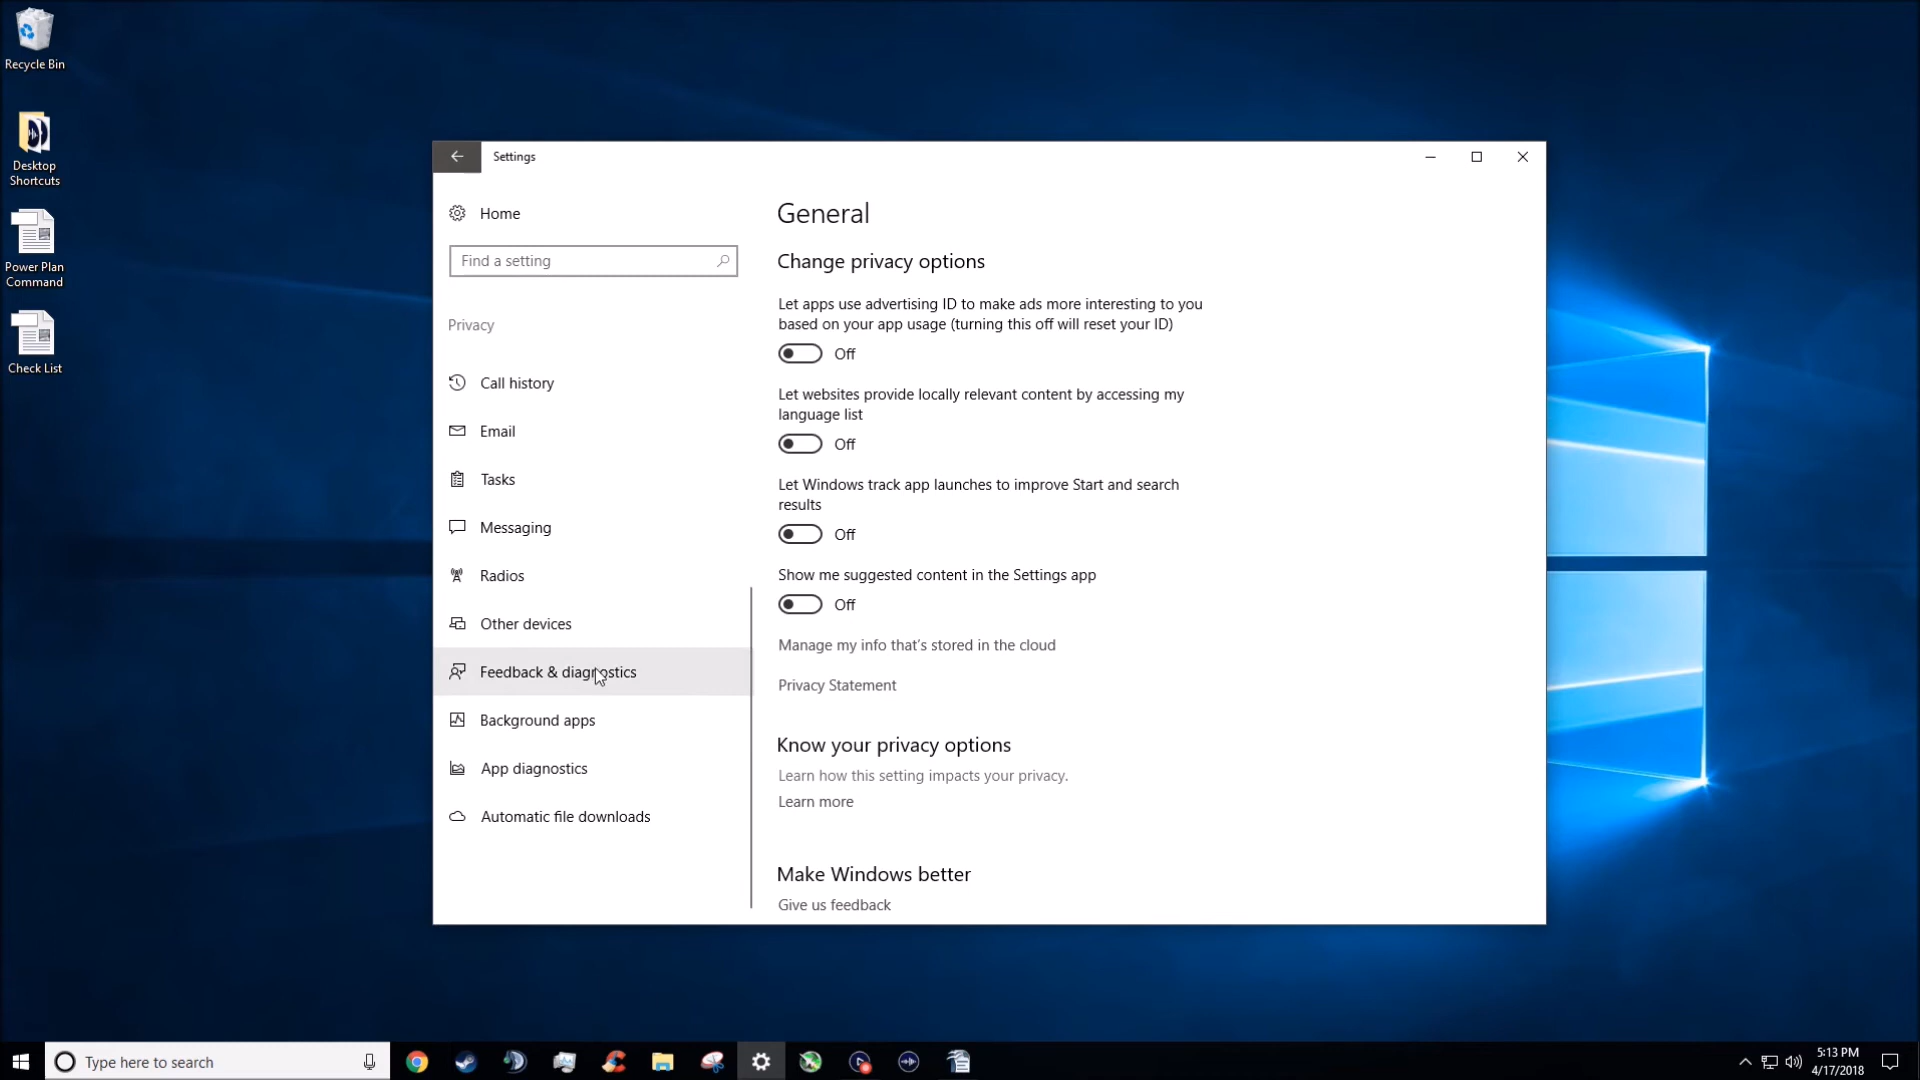 Recycle Bin
Desktop
Shortcuts
Power Plan
Command
Check List
Settings
Home
Find a setting
Privacy
Call history
Email
Tasks
Messaging
Radios
Other devices
Feedback & diagnostics
Background apps
App diagnostics
Automatic file downloads
General
Change privacy options
Let apps use advertising ID to make ads more interesting to you
based on your app usage (turning this off will reset your ID)
Off
Let websites provide locally relevant content by accessing my
language list
Off
Let Windows track app launches to improve Start and search
results
Off
Show me suggested content in the Settings app
Off
Manage my info that's stored in the cloud
Privacy Statement
Know your privacy options
Learn how this setting impacts your privacy.
Learn more
Make Windows better
Give us feedback
Type here to search
5:13 PM
4/17/2018